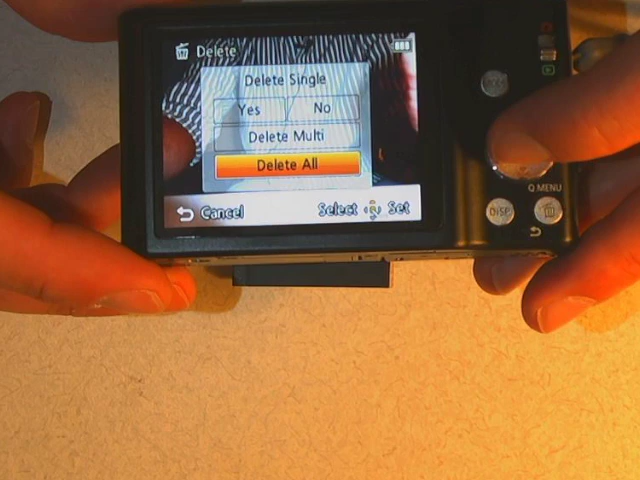 Delete
Delete Single
Yes No
Delete Multi
Delete All
Cancel Select Set
Q MENU
DISP